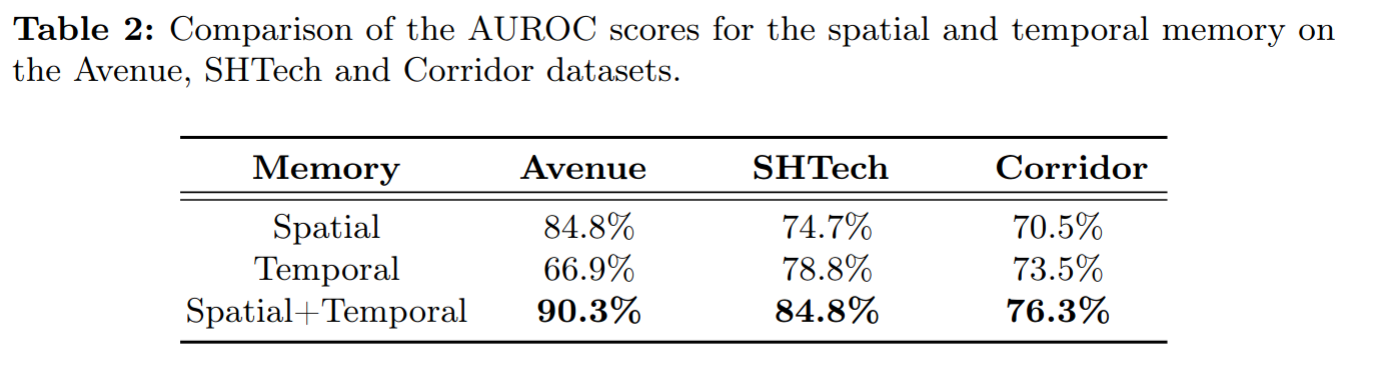 Table 2: Comparison of the AUROC scores for the spatial and temporal memory on
the Avenue, SHTech and Corridor datasets.
Memory Avenue SHTech Corridor
Spatial 84.8% 74.7% 70.5%
Temporal 66.9% 78.8% 73.5%
Spatial+Temporal 90.3% 84.8% 76.3%